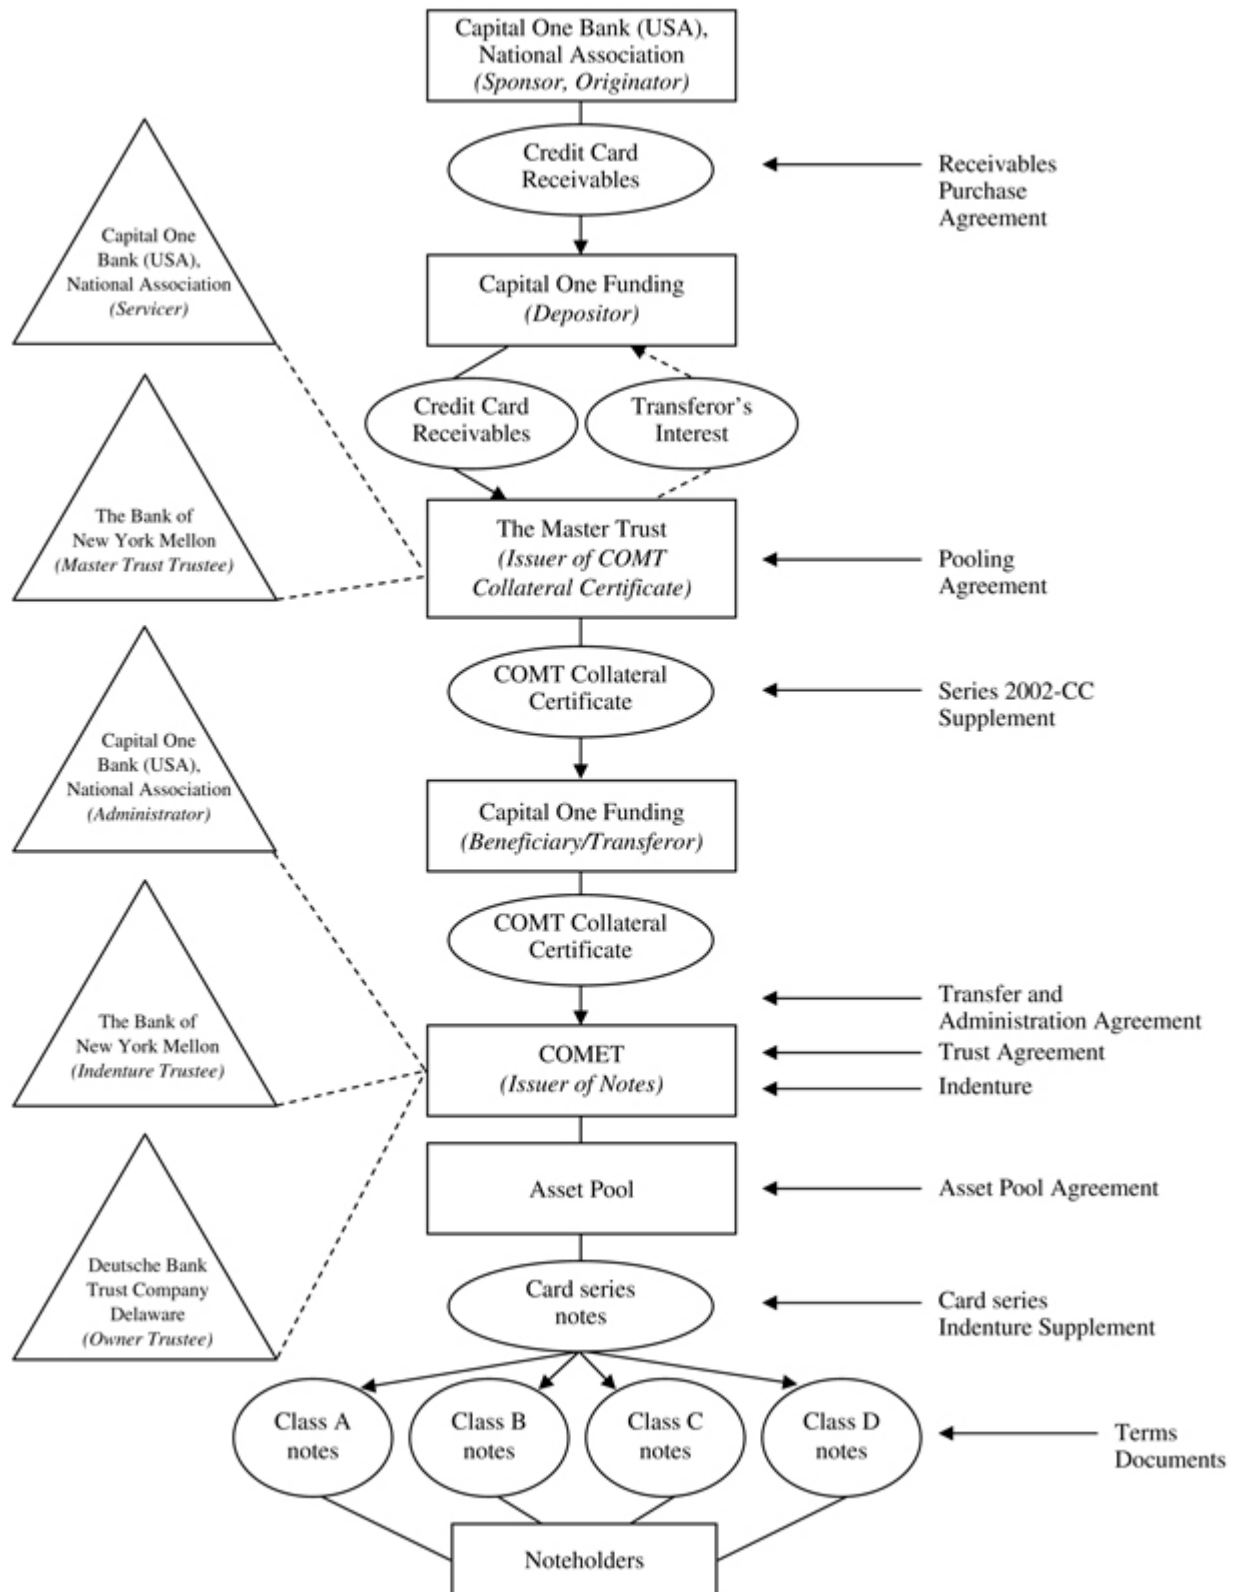 Capital One Bank (USA),
National Association
(Sponsor, Originator)
Credit Card
Receivables
Receivables
Purchase
Agreement
Capital One
Bank (USA),
National Association
(Servicer)
Capital One Funding
(Depositor)
Credit Card
Receivables
Transferor's
Interest
The Bank of
New York Mellon
(Master Trust Trustee)
The Master Trust
(Issuer of COMT
Collateral Certificate)
Pooling
Agreement
COMT Collateral
Certificate
Series 2002-CC
Supplement
Capital One
Bank (USA),
National Association
(Administrator)
Capital One Funding
(Beneficiary/Transferor)
COMT Collateral
Certificate
The Bank of
New York Mellon
(Indenture Trustee)
Transfer and
Administration Agreement
COMET
(Issuer of Notes)
Trust Agreement
Indenture
Asset Pool
Asset Pool Agreement
Deutsche Bank
Trust Company
Delaware
(Owner Trustee)
Card series
notes
Card series
Indenture Supplement
Class A
notes
Class B
notes
Class C
notes
Class D
notes
Terms
Documents
Noteholders